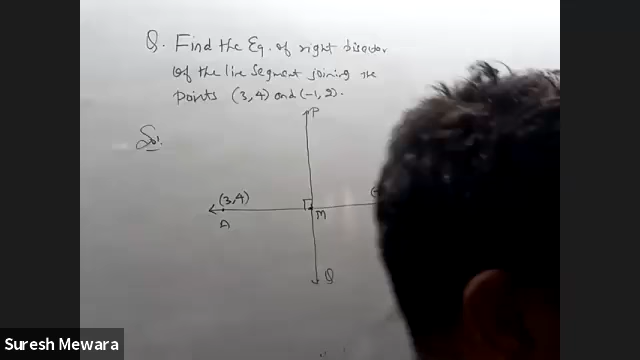 Q. Find the Eq. of right bisector
of the line segment joining the
points (3,4) and (-1,2).
Sol.
P
(3,4)
A
M
Q
Suresh Mewara